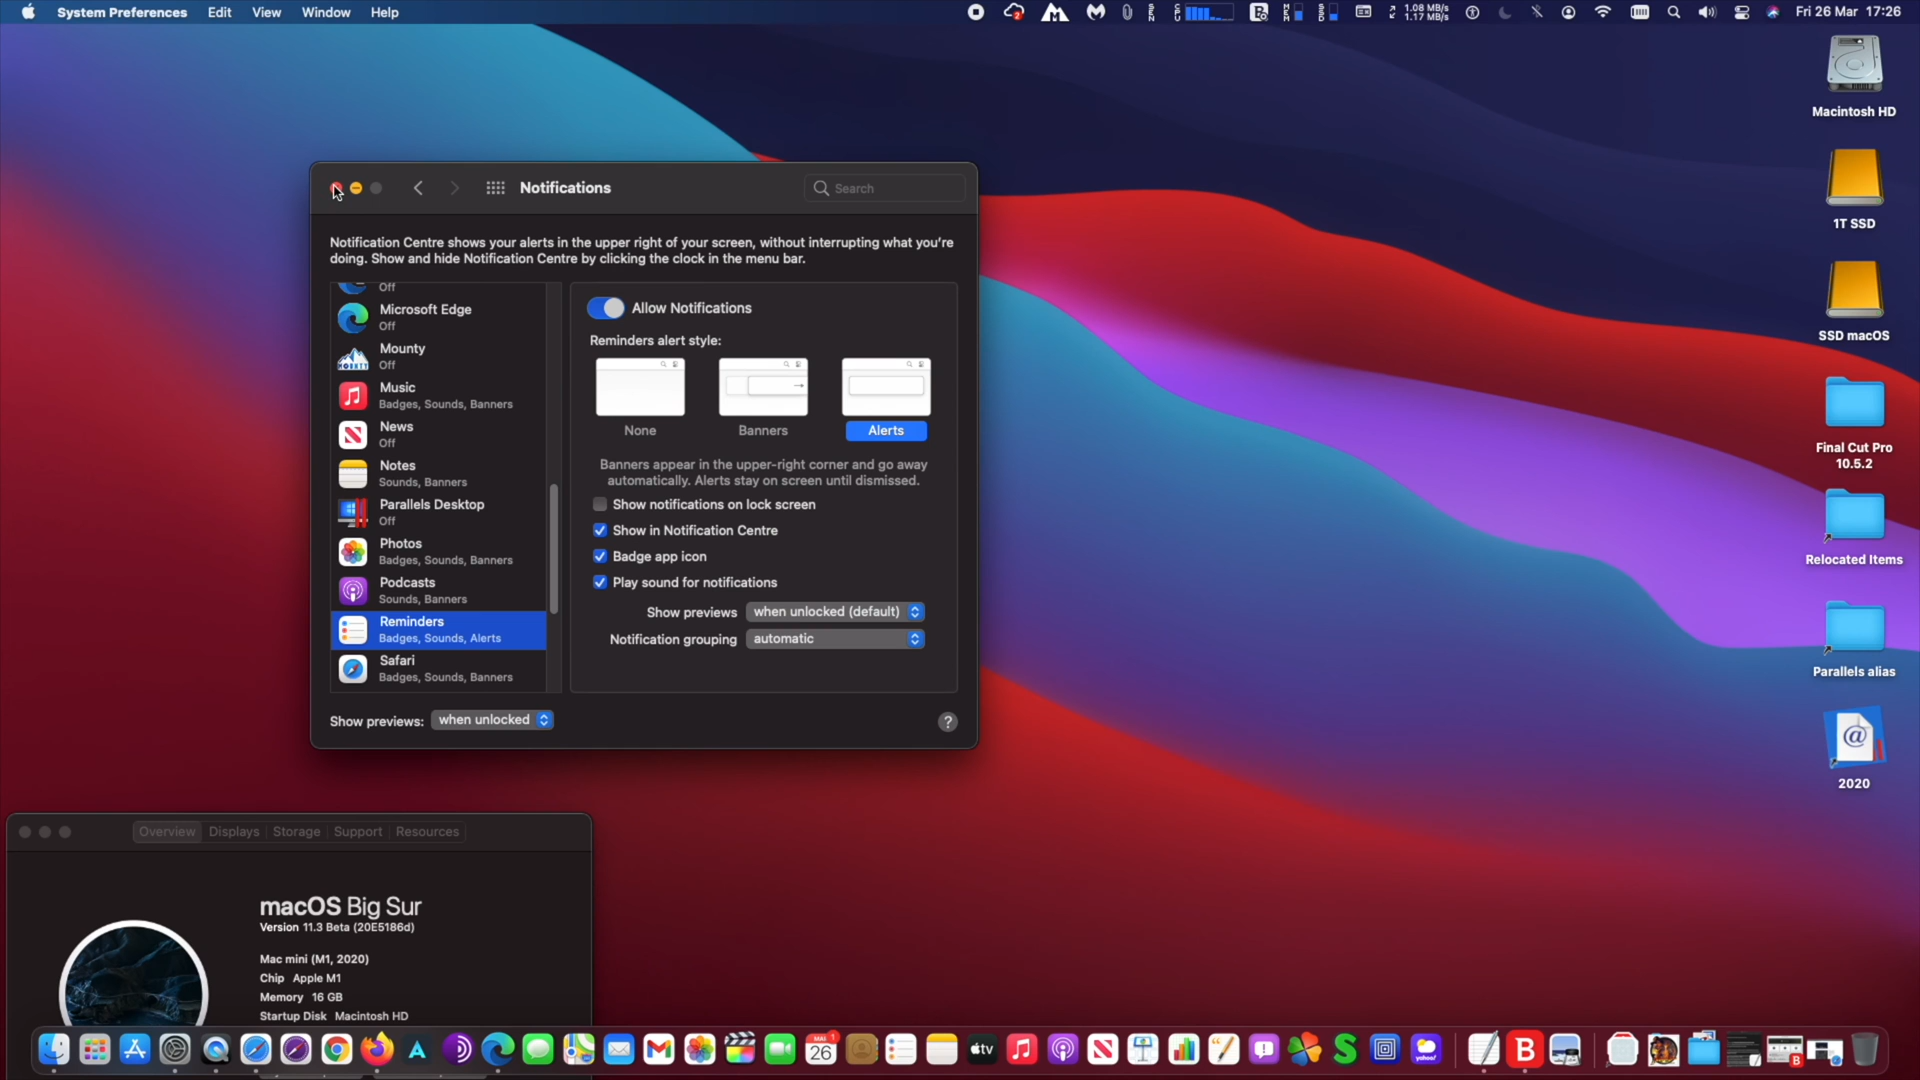 System Preferences Edit View Window Help
1.08 MB/s
1.17 MB/s
Fri 26 Mar 17:26
Macintosh HD
1T SSD
SSD macOS
Final Cut Pro
10.5.2
Relocated Items
Parallels alias
2020
Notifications
Search
Notification Centre shows your alerts in the upper right of your screen, without interrupting what you're
doing. Show and hide Notification Centre by clicking the clock in the menu bar.
Off
Microsoft Edge
Off
Mounty
Off
Music
Badges, Sounds, Banners
News
Off
Notes
Sounds, Banners
Parallels Desktop
Off
Photos
Badges, Sounds, Banners
Podcasts
Sounds, Banners
Reminders
Badges, Sounds, Alerts
Safari
Badges, Sounds, Banners
Allow Notifications
Reminders alert style:
None Banners Alerts
Banners appear in the upper-right corner and go away
automatically. Alerts stay on screen until dismissed.
Show notifications on lock screen
Show in Notification Centre
Badge app icon
Play sound for notifications
Show previews when unlocked (default)
Notification grouping automatic
Show previews: when unlocked
?
Overview Displays Storage Support Resources
macOS Big Sur
Version 11.3 Beta (20E5186d)
Mac mini (M1, 2020)
Chip Apple M1
Memory 16 GB
Startup Disk Macintosh HD
26
tv
B